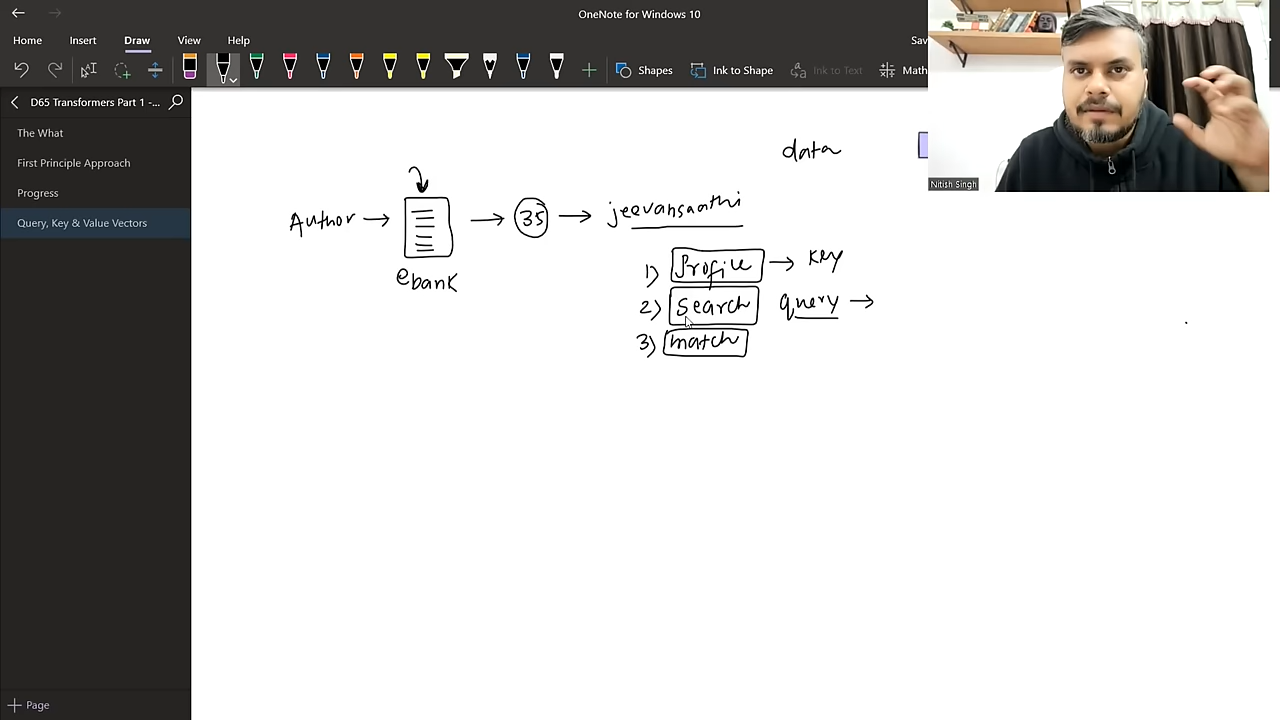 OneNote for Windows 10
Home Insert Draw View Help Sav
Shapes Ink to Shape Ink to Text Math
D65 Transformers Part 1 -...
The What
First Principle Approach
Progress
Query, Key & Value Vectors
Page
Nitish Singh
data
Author → → 35 → jeevansaathi
ebank
1) Profile → key
2) Search query →
3) match